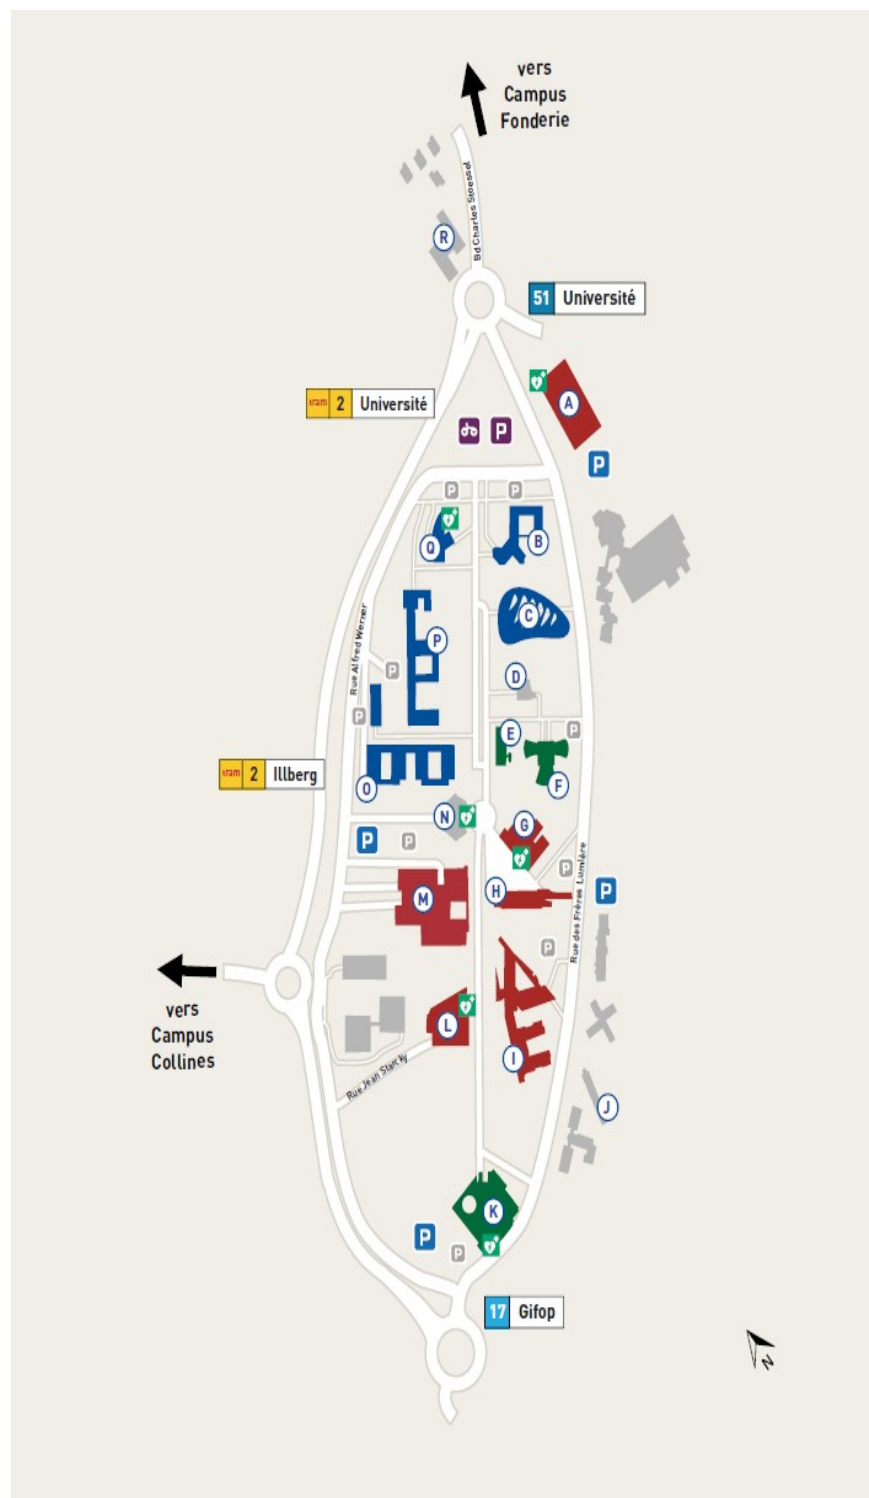 vers
Campus
Fonderie
Bd Charles Stoessel
R
51 Université
A
tram 2 Université
P
P
P
P
Q
B
C
Rue Alfred Werner
P
P
D
P
E
P
F
tram 2 Illberg
O
N
G
P
P
P
M
H
P
Rue des Frères Lumière
P
vers
Campus
Collines
L
I
Rue Jean Starcky
J
K
P
P
17 Gifop
N